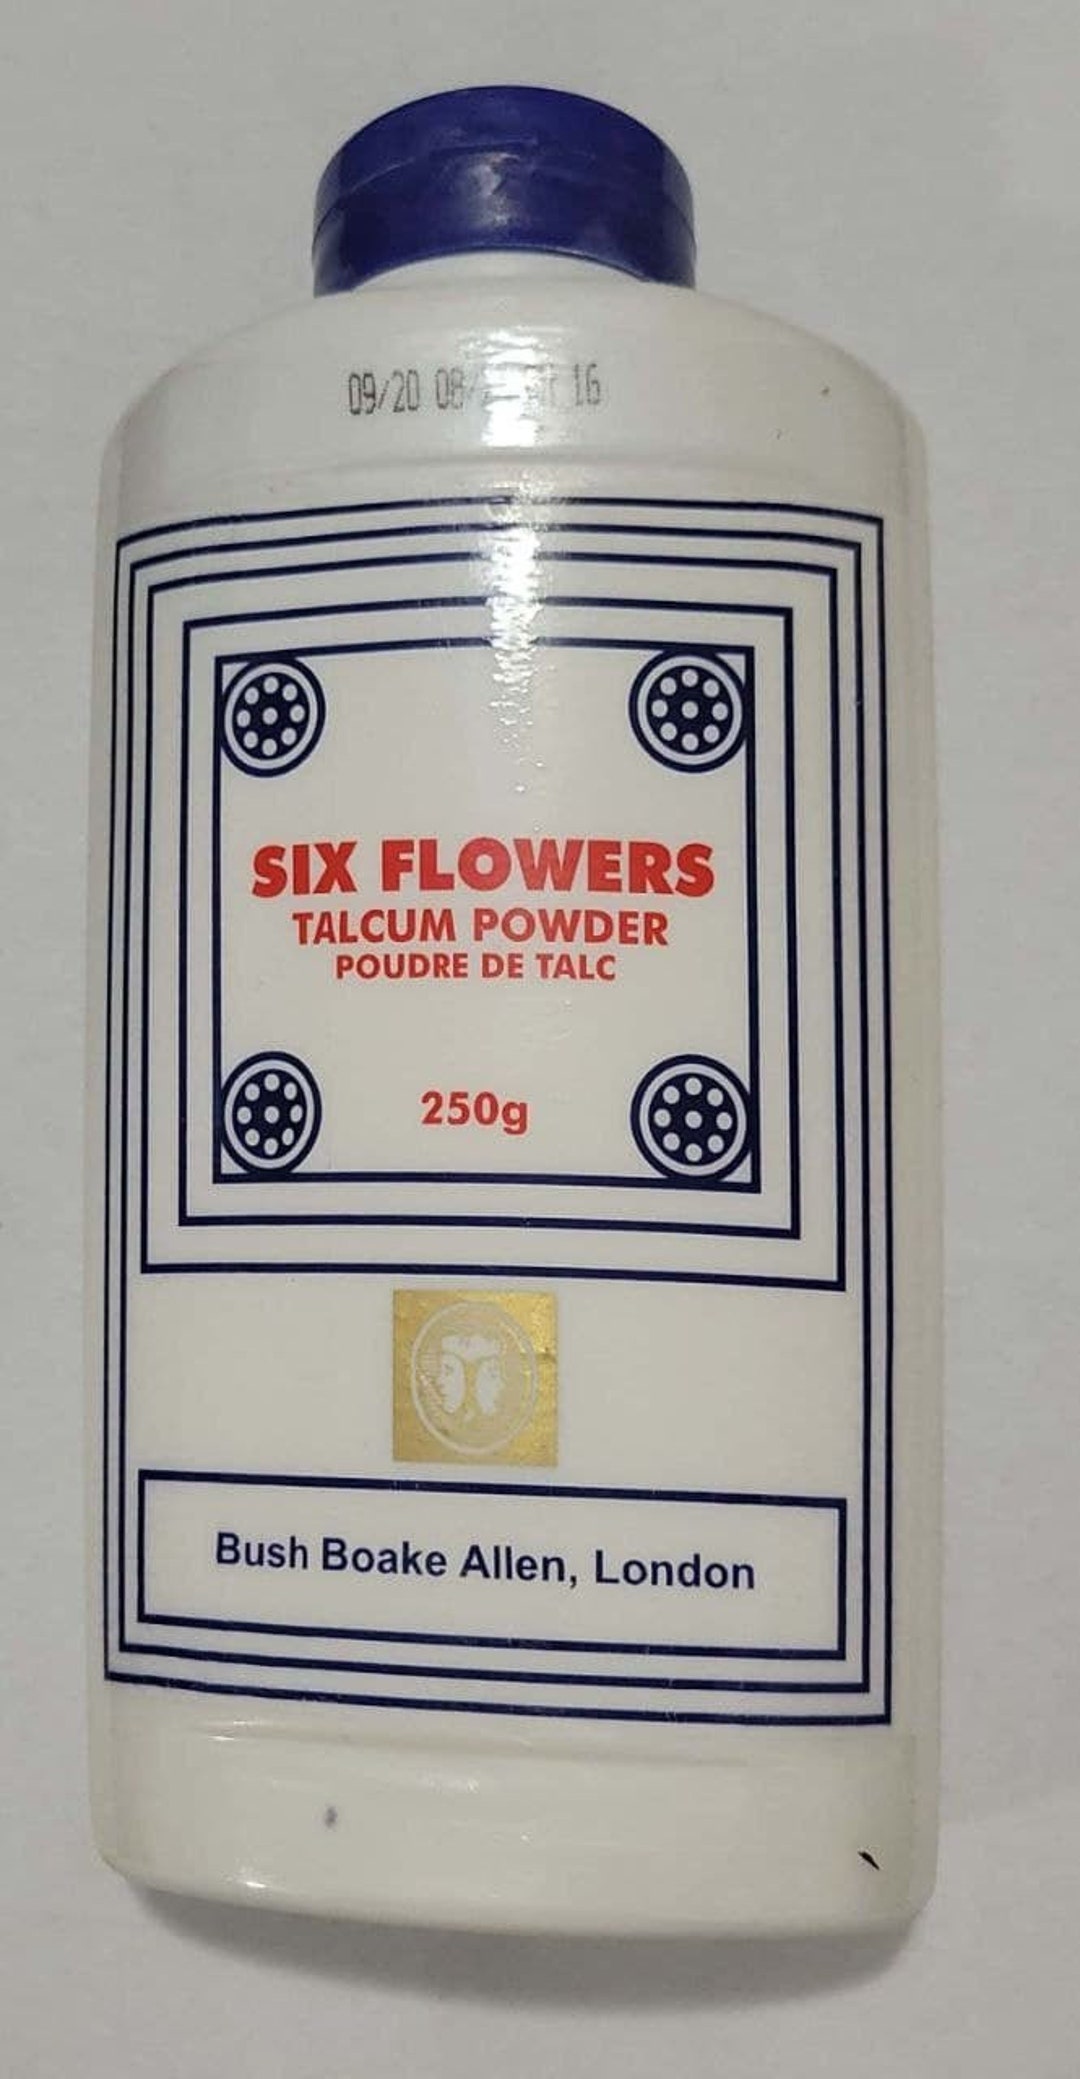 09/20 08/ 16
SIX FLOWERS
TALCUM POWDER
POUDRE DE TALC
250g
Bush Boake Allen, London